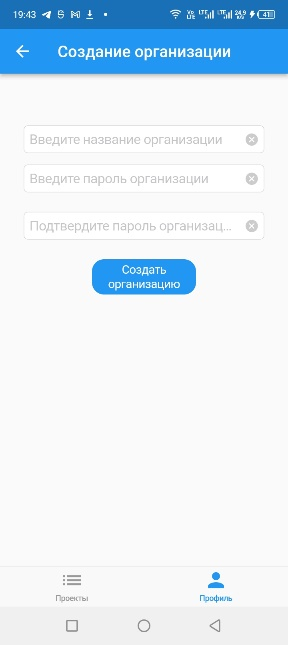 19:43
Создание организации
Введите название организации
Введите пароль организации
Подтвердите пароль организац...
Создать
организацию
Проекты
Профиль